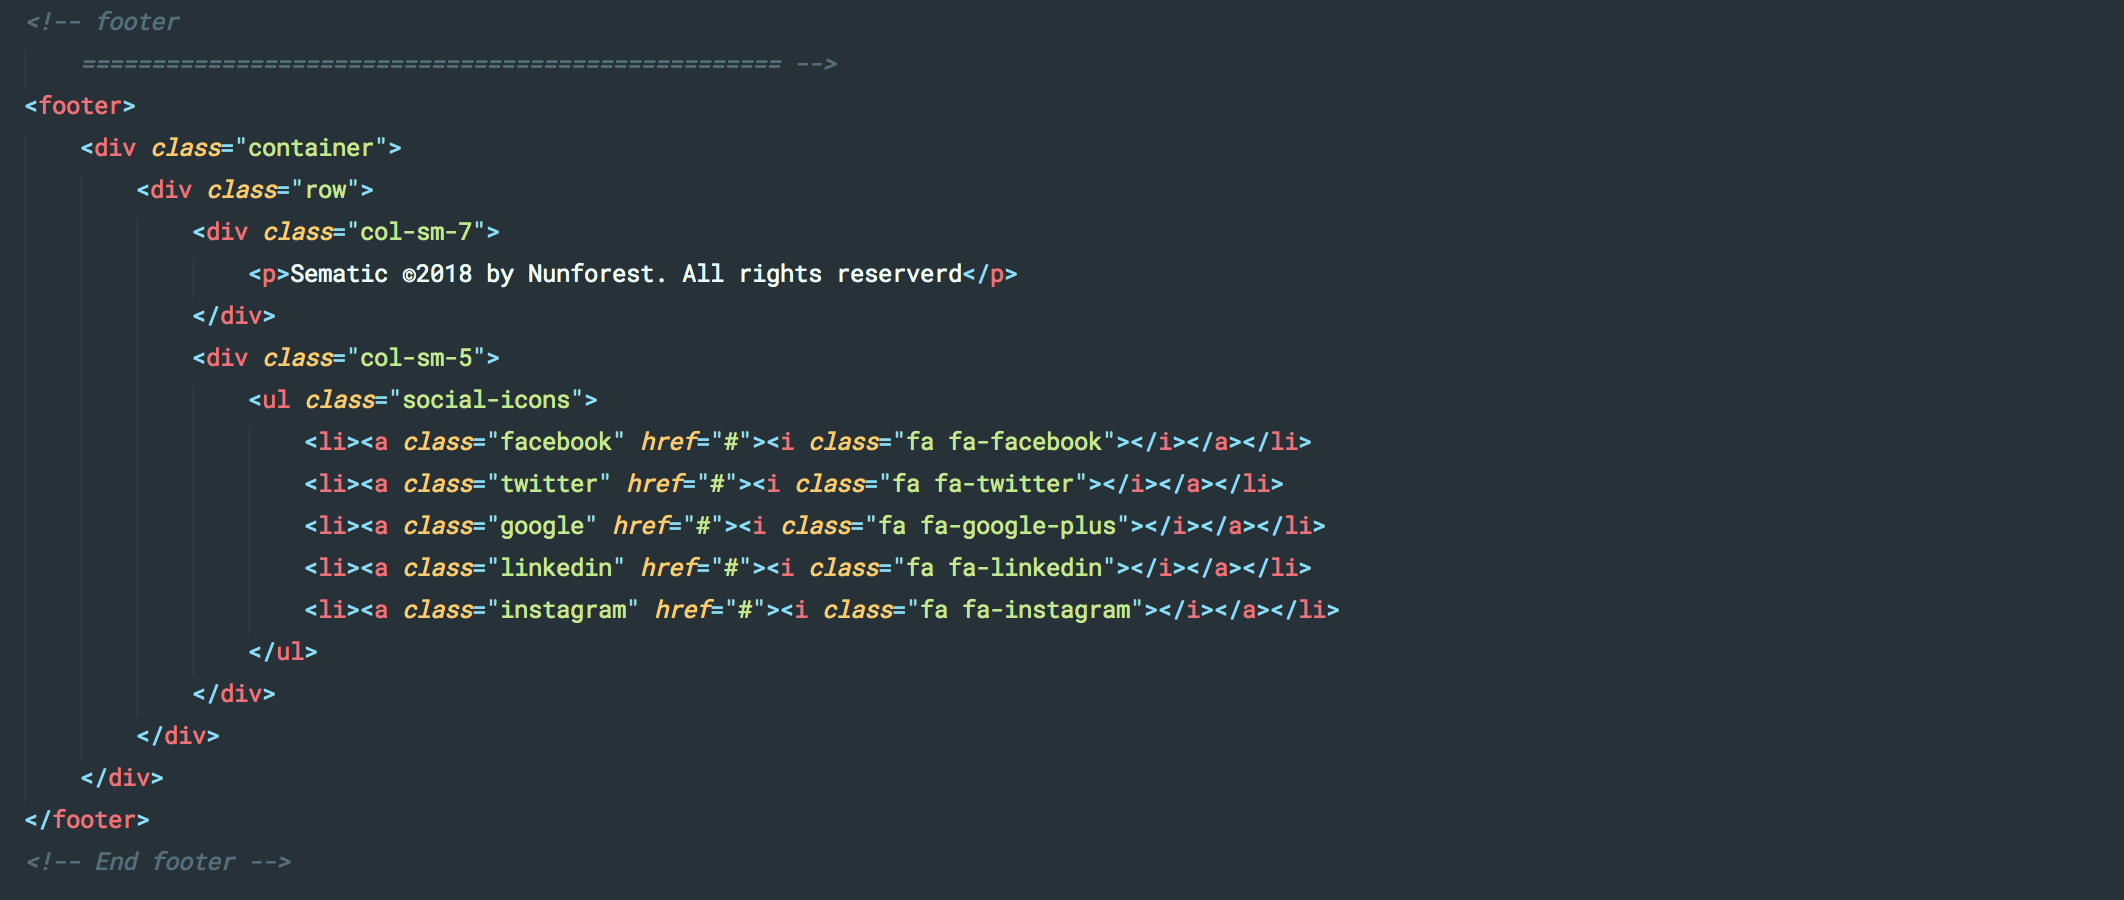 <!-- footer
================================================== -->
<footer>
<div class="container">
<div class="row">
<div class="col-sm-7">
<p>Sematic ©2018 by Nunforest. All rights reserverd</p>
</div>
<div class="col-sm-5">
<ul class="social-icons">
<li><a class="facebook" href="#"><i class="fa fa-facebook"></i></a></li>
<li><a class="twitter" href="#"><i class="fa fa-twitter"></i></a></li>
<li><a class="google" href="#"><i class="fa fa-google-plus"></i></a></li>
<li><a class="linkedin" href="#"><i class="fa fa-linkedin"></i></a></li>
<li><a class="instagram" href="#"><i class="fa fa-instagram"></i></a></li>
</ul>
</div>
</div>
</div>
</footer>
<!-- End footer -->